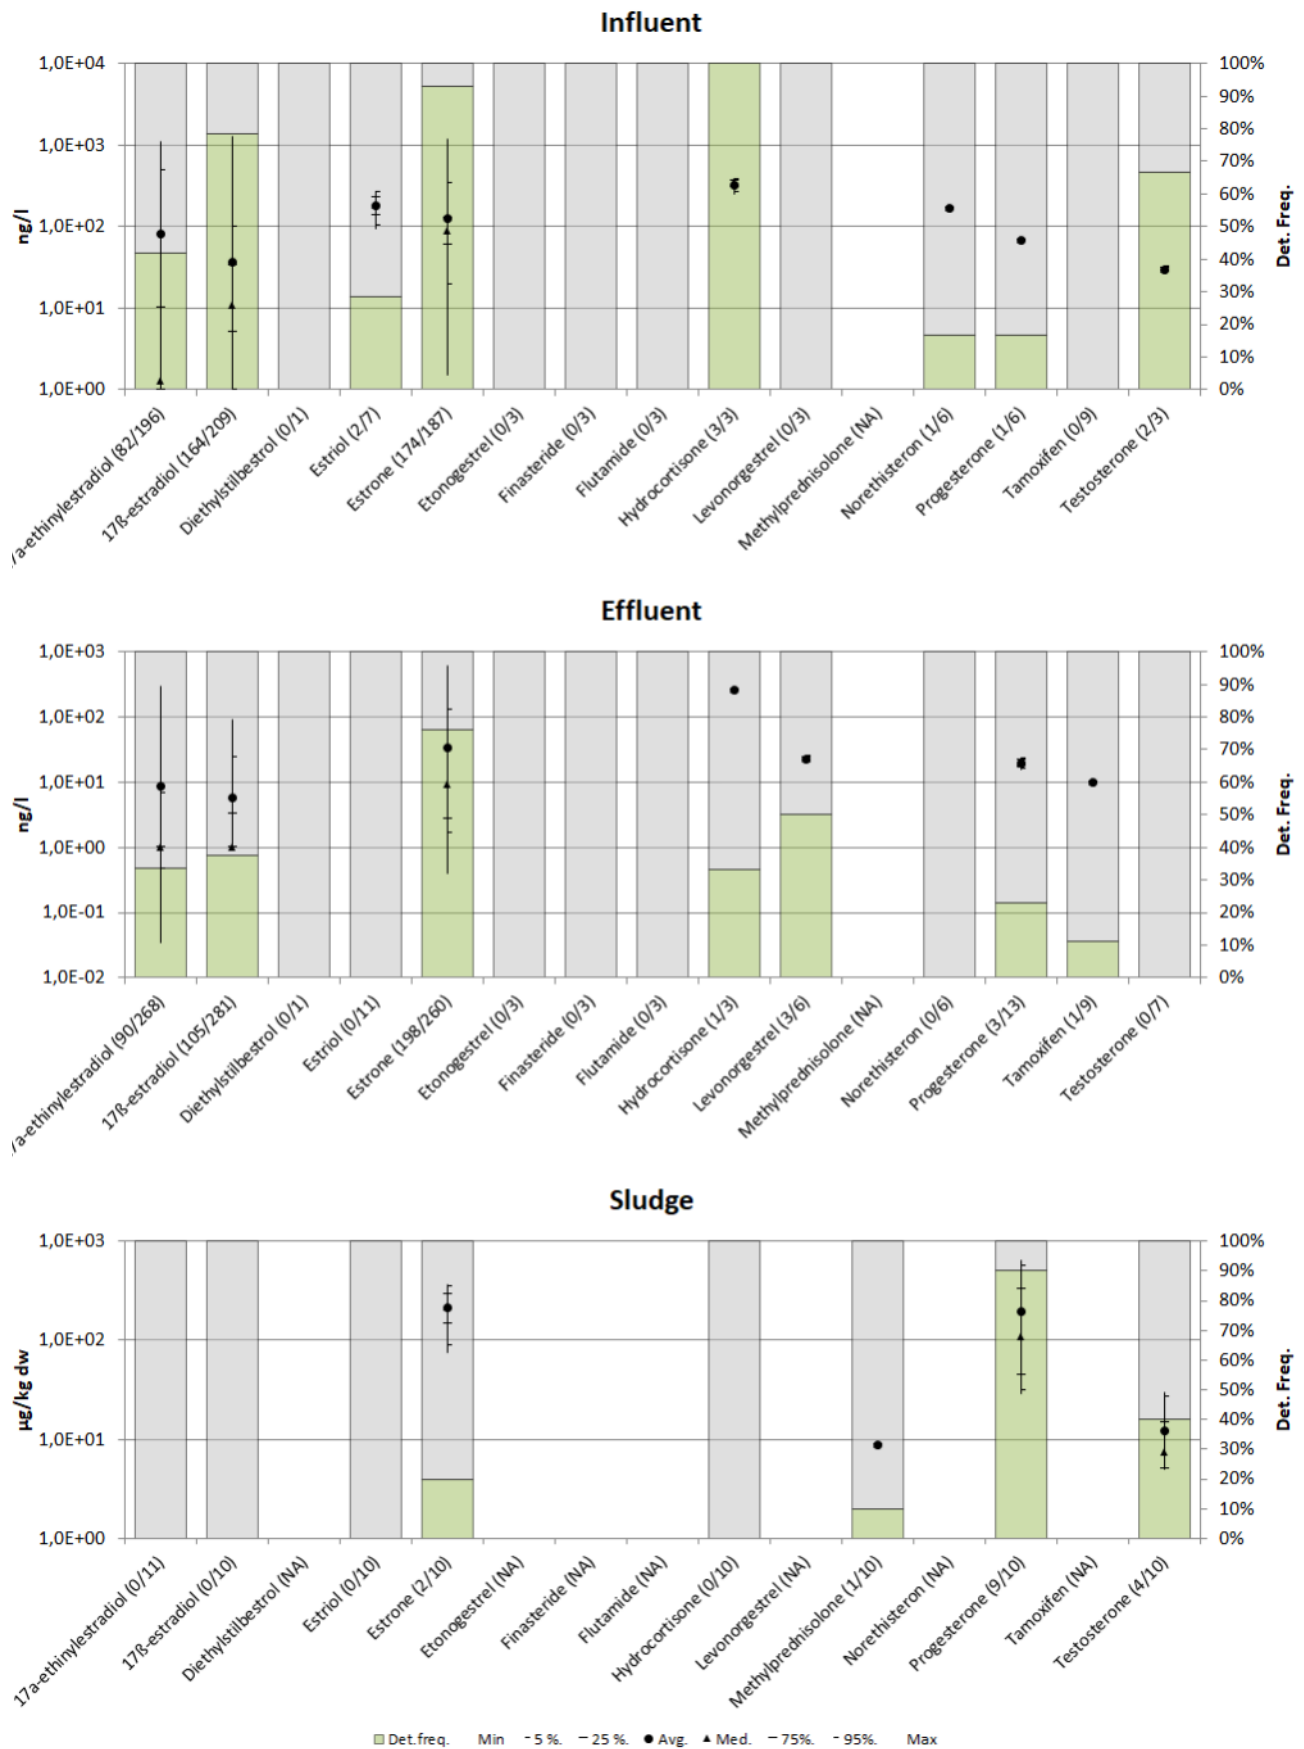 Influent
1,0E+04
1,0E+03
1,0E+02
1,0E+01
1,0E+00
ng/l
100%
90%
80%
70%
60%
50%
40%
30%
20%
10%
0%
Det. Freq.
7a-ethinylestradiol (82/196)
17ß-estradiol (164/209)
Diethylstilbestrol (0/1)
Estriol (2/7)
Estrone (174/187)
Etonogestrel (0/3)
Finasteride (0/3)
Flutamide (0/3)
Hydrocortisone (3/3)
Levonorgestrel (0/3)
Methylprednisolone (NA)
Norethisteron (1/6)
Progesterone (1/6)
Tamoxifen (0/9)
Testosterone (2/3)
Effluent
1,0E+03
1,0E+02
1,0E+01
1,0E+00
1,0E-01
1,0E-02
ng/l
100%
90%
80%
70%
60%
50%
40%
30%
20%
10%
0%
Det. Freq.
7a-ethinylestradiol (90/268)
17ß-estradiol (105/281)
Diethylstilbestrol (0/1)
Estriol (0/11)
Estrone (198/260)
Etonogestrel (0/3)
Finasteride (0/3)
Flutamide (0/3)
Hydrocortisone (1/3)
Levonorgestrel (3/6)
Methylprednisolone (NA)
Norethisteron (0/6)
Progesterone (3/13)
Tamoxifen (1/9)
Testosterone (0/7)
Sludge
1,0E+03
1,0E+02
1,0E+01
1,0E+00
µg/kg dw
100%
90%
80%
70%
60%
50%
40%
30%
20%
10%
0%
Det. Freq.
17a-ethinylestradiol (0/11)
17ß-estradiol (0/10)
Diethylstilbestrol (NA)
Estriol (0/10)
Estrone (2/10)
Etonogestrel (NA)
Finasteride (NA)
Flutamide (NA)
Hydrocortisone (0/10)
Levonorgestrel (NA)
Methylprednisolone (1/10)
Norethisteron (NA)
Progesterone (9/10)
Tamoxifen (NA)
Testosterone (4/10)
Det.freq. Min 5 %. 25 %. Avg. Med. 75%. 95%. Max